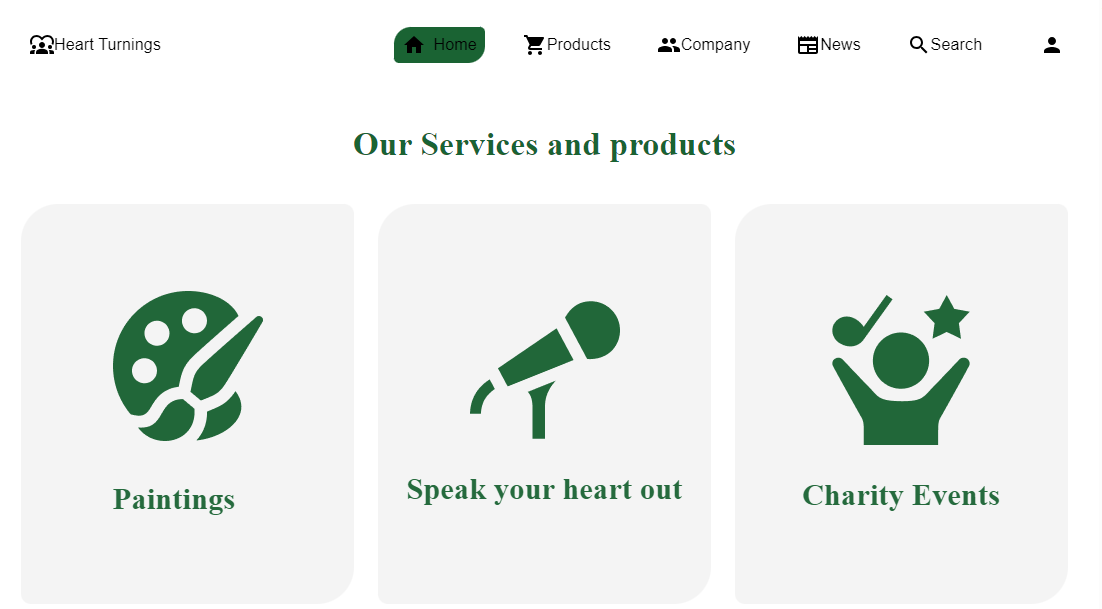 Heart Turnings Home Products Company News Search
Our Services and products
Paintings
Speak your heart out
Charity Events